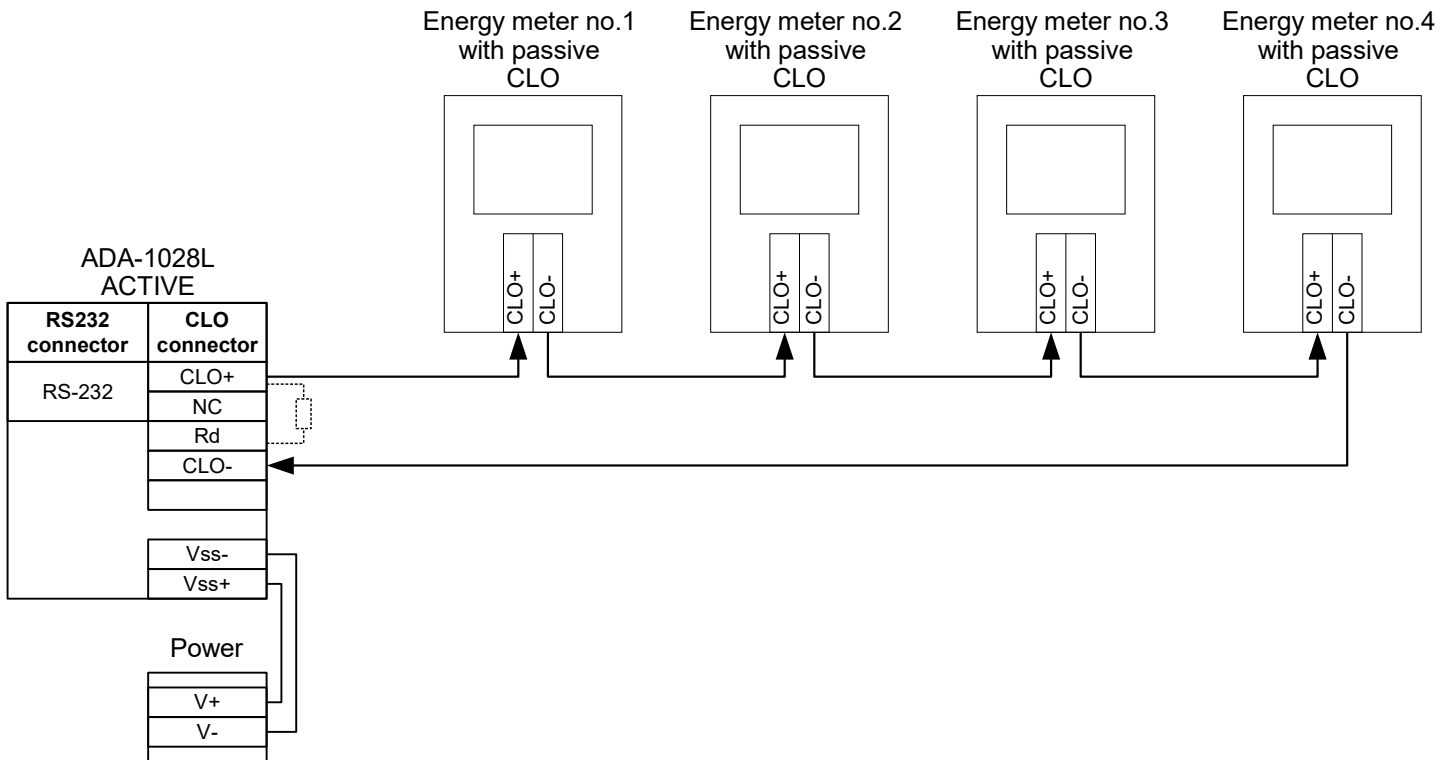 Energy meter no.1
with passive
CLO
Energy meter no.2
with passive
CLO
Energy meter no.3
with passive
CLO
Energy meter no.4
with passive
CLO
CLO+
CLO-
CLO+
CLO-
CLO+
CLO-
CLO+
CLO-
ADA-1028L
ACTIVE
RS232
connector
CLO
connector
RS-232
CLO+
NC
Rd
CLO-
Vss-
Vss+
Power
V+
V-